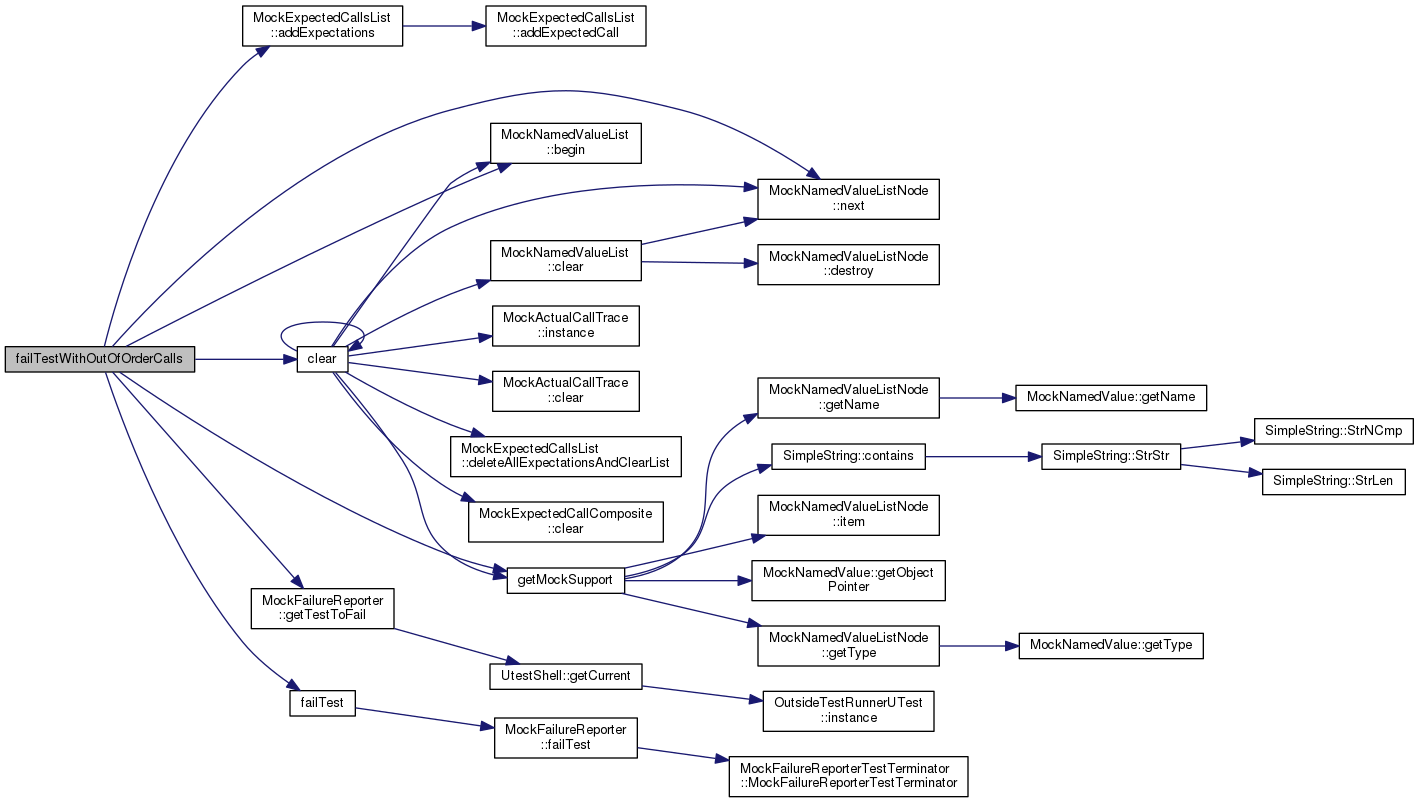 MockExpectedCallsList
::addExpectations
MockExpectedCallsList
::addExpectedCall
MockNamedValueList
::begin
MockNamedValueListNode
::next
MockNamedValueList
::clear
MockNamedValueListNode
::destroy
MockActualCallTrace
::instance
failTestWithOutOfOrderCalls
clear
MockActualCallTrace
::clear
MockNamedValueListNode
::getName
MockNamedValue::getName
MockExpectedCallsList
::deleteAllExpectationsAndClearList
SimpleString::contains
SimpleString::StrStr
SimpleString::StrNCmp
SimpleString::StrLen
MockExpectedCallComposite
::clear
MockNamedValueListNode
::item
getMockSupport
MockNamedValue::getObject
Pointer
MockFailureReporter
::getTestToFail
MockNamedValueListNode
::getType
MockNamedValue::getType
UtestShell::getCurrent
failTest
OutsideTestRunnerUTest
::instance
MockFailureReporter
::failTest
MockFailureReporterTestTerminator
::MockFailureReporterTestTerminator